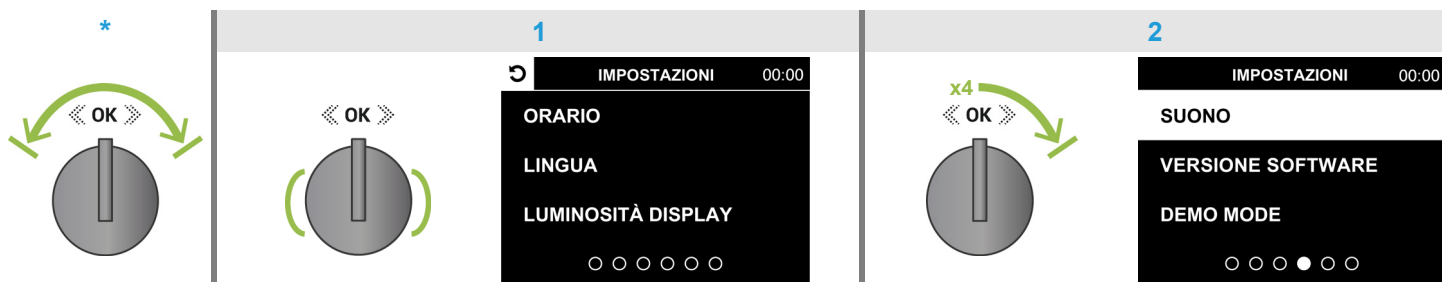 *
OK
1
OK
IMPOSTAZIONI 00:00
ORARIO
LINGUA
LUMINOSITÀ DISPLAY
2
x4
OK
IMPOSTAZIONI 00:00
SUONO
VERSIONE SOFTWARE
DEMO MODE